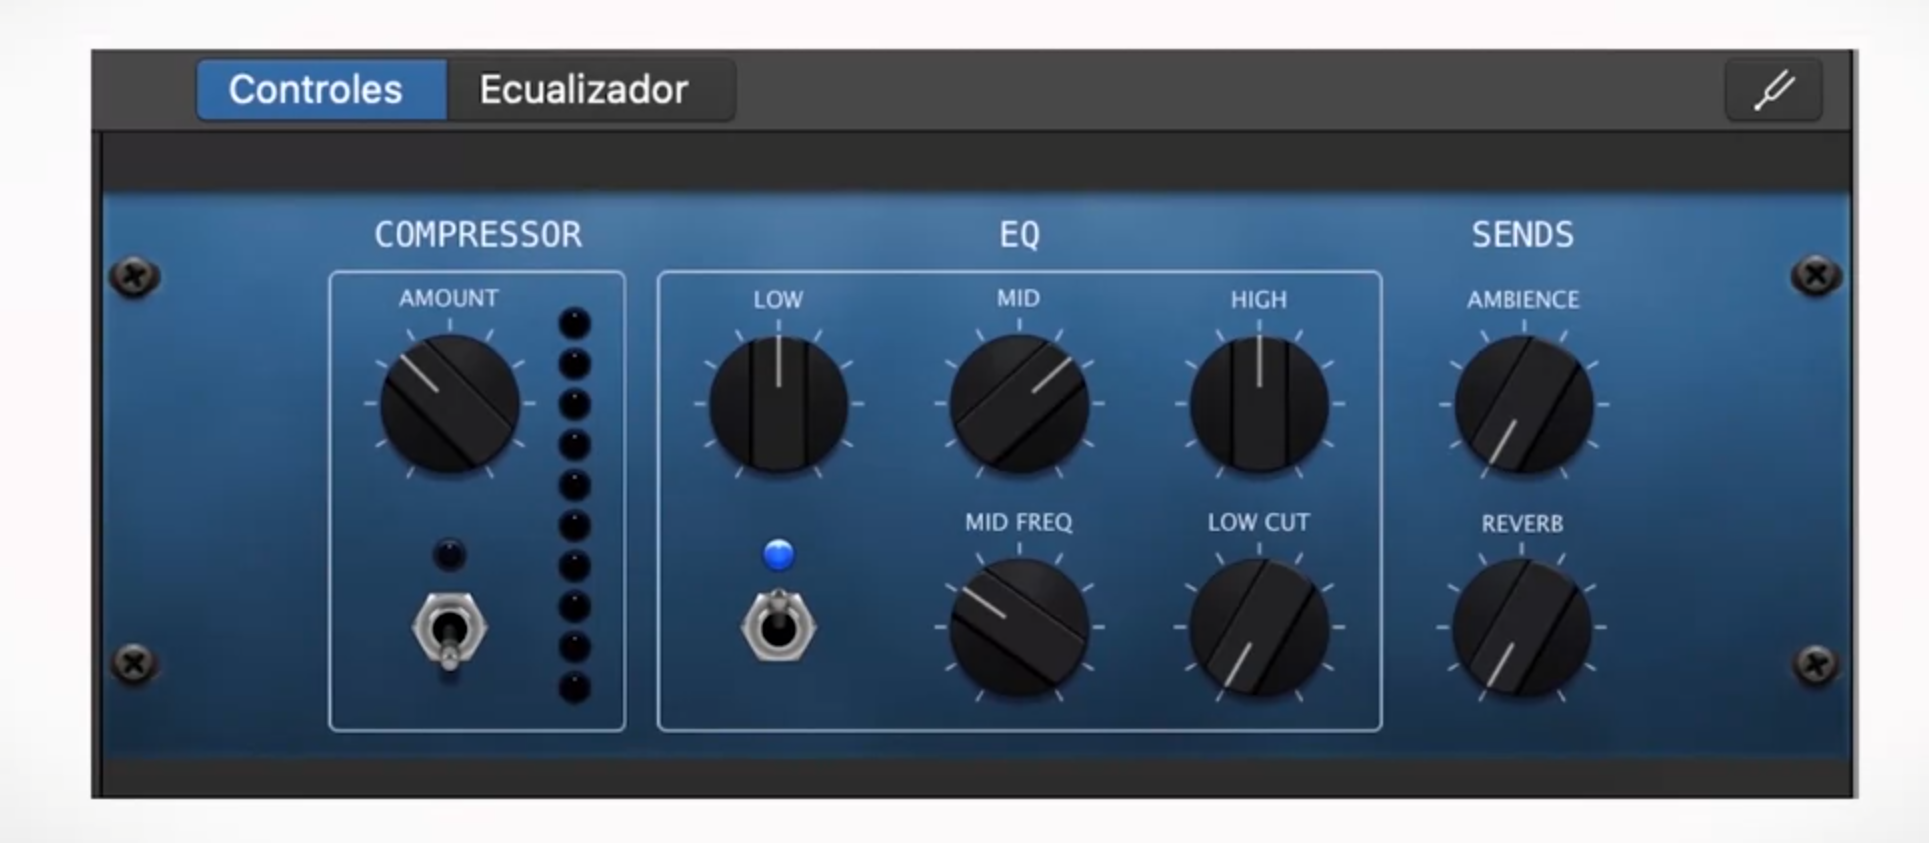 Controles Ecualizador
COMPRESSOR EQ SENDS
AMOUNT LOW MID HIGH AMBIENCE
MID FREQ LOW CUT REVERB